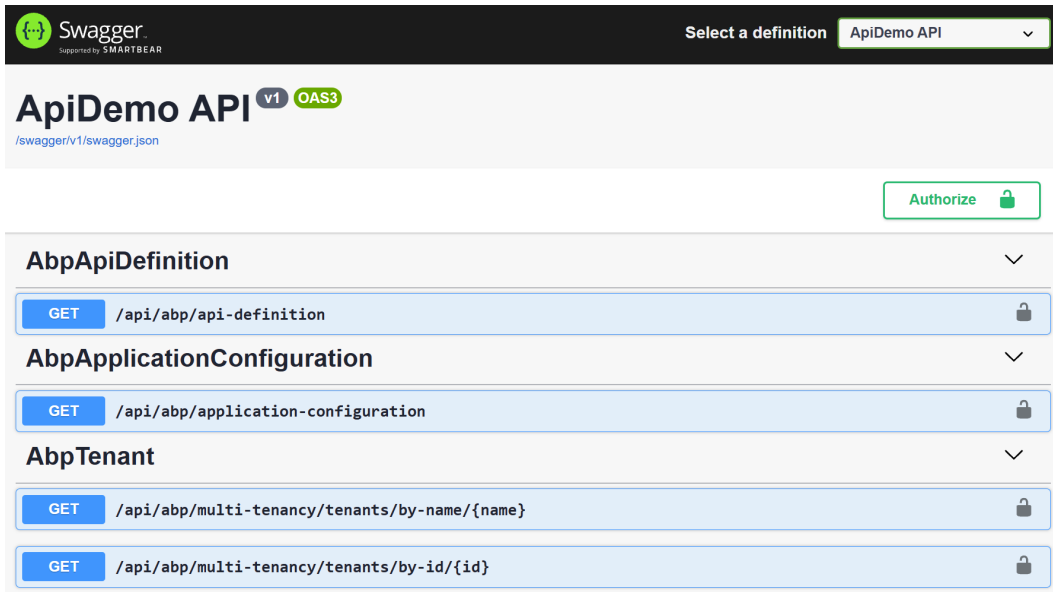 Swagger
Supported by SMARTBEAR
Select a definition
ApiDemo API
ApiDemo API v1 OAS3
/swagger/v1/swagger.json
Authorize
AbpApiDefinition
GET /api/abp/api-definition
AbpApplicationConfiguration
GET /api/abp/application-configuration
AbpTenant
GET /api/abp/multi-tenancy/tenants/by-name/{name}
GET /api/abp/multi-tenancy/tenants/by-id/{id}